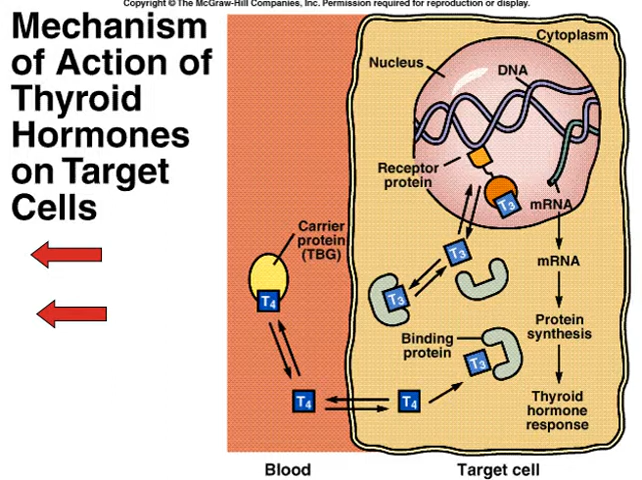 Copyright © The McGraw-Hill Companies, Inc. Permission required for reproduction or display.
Mechanism
of Action of
Thyroid
Hormones
on Target
Cells
Cytoplasm
Nucleus
DNA
Receptor
protein
T3
mRNA
Carrier
protein
(TBG)
T4
T3
T3
mRNA
Binding
protein
T3
Protein
synthesis
T4
T4
Thyroid
hormone
response
Blood
Target cell